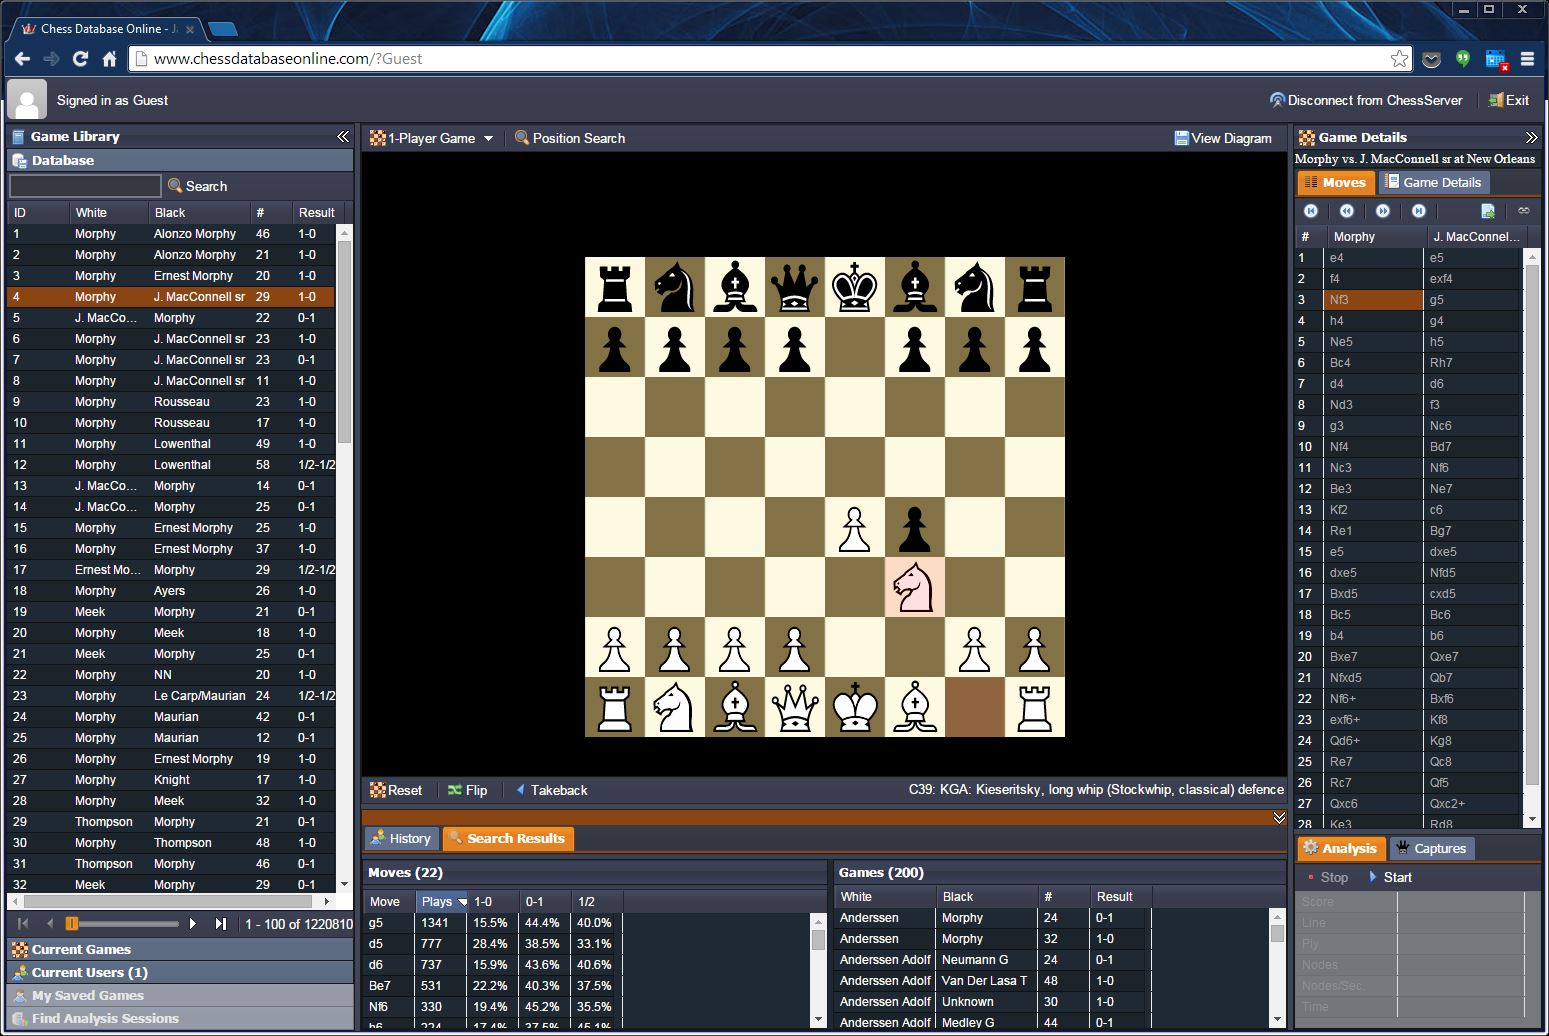 Chess Database Online - J
www.chessdatabaseonline.com/?Guest
Signed in as Guest
Disconnect from ChessServer
Exit
Game Library
Database
Search
ID White Black # Result
1 Morphy Alonzo Morphy 46 1-0
2 Morphy Alonzo Morphy 21 1-0
3 Morphy Ernest Morphy 20 1-0
4 Morphy J. MacConnell sr 29 1-0
5 J. MacCo... Morphy 22 0-1
6 Morphy J. MacConnell sr 23 1-0
7 Morphy J. MacConnell sr 23 0-1
8 Morphy J. MacConnell sr 11 1-0
9 Morphy Rousseau 23 1-0
10 Morphy Rousseau 17 1-0
11 Morphy Lowenthal 49 1-0
12 Morphy Lowenthal 58 1/2-1/2
13 J. MacCo... Morphy 14 0-1
14 J. MacCo... Morphy 25 0-1
15 Morphy Ernest Morphy 25 1-0
16 Morphy Ernest Morphy 37 1-0
17 Ernest Mo... Morphy 29 1/2-1/2
18 Morphy Ayers 26 1-0
19 Meek Morphy 21 0-1
20 Morphy Meek 18 1-0
21 Meek Morphy 25 0-1
22 Morphy NN 20 1-0
23 Morphy Le Carp/Maurian 24 1/2-1/2
24 Morphy Maurian 42 0-1
25 Morphy Maurian 12 0-1
26 Morphy Ernest Morphy 19 1-0
27 Morphy Knight 17 1-0
28 Morphy Meek 32 1-0
29 Thompson Morphy 21 0-1
30 Morphy Thompson 48 1-0
31 Thompson Morphy 46 0-1
32 Meek Morphy 29 0-1
1 - 100 of 1220810
Current Games
Current Users (1)
My Saved Games
Find Analysis Sessions
1-Player Game
Position Search
View Diagram
Reset
Flip
Takeback
C39: KGA: Kieseritsky, long whip (Stockwhip, classical) defence
History
Search Results
Moves (22)
Move Plays 1-0 0-1 1/2
g5 1341 15.5% 44.4% 40.0%
d5 777 28.4% 38.5% 33.1%
d6 737 15.9% 43.6% 40.6%
Be7 531 22.2% 40.3% 37.5%
Nf6 330 19.4% 45.2% 35.5%
h6 224 17.4% 37.5% 45.1%
Games (200)
White Black # Result
Anderssen Morphy 24 0-1
Anderssen Morphy 32 1-0
Anderssen Adolf Neumann G 24 0-1
Anderssen Adolf Van Der Lasa T 48 1-0
Anderssen Adolf Unknown 30 1-0
Anderssen Adolf Medley G 44 0-1
Game Details
Morphy vs. J. MacConnell sr at New Orleans
Moves
Game Details
# Morphy J. MacConnel...
1 e4 e5
2 f4 exf4
3 Nf3 g5
4 h4 g4
5 Ne5 h5
6 Bc4 Rh7
7 d4 d6
8 Nd3 f3
9 g3 Nc6
10 Nf4 Bd7
11 Nc3 Nf6
12 Be3 Ne7
13 Kf2 c6
14 Re1 Bg7
15 e5 dxe5
16 dxe5 Nfd5
17 Bxd5 cxd5
18 Bc5 Bc6
19 b4 b6
20 Bxe7 Qxe7
21 Nfxd5 Qb7
22 Nf6+ Bxf6
23 exf6+ Kf8
24 Qd6+ Kg8
25 Re7 Qc8
26 Rc7 Qf5
27 Qxc6 Qxc2+
28 Ke3 Rd8
Analysis
Captures
Stop
Start
Score
Line
Ply
Nodes
Nodes/Sec.
Time